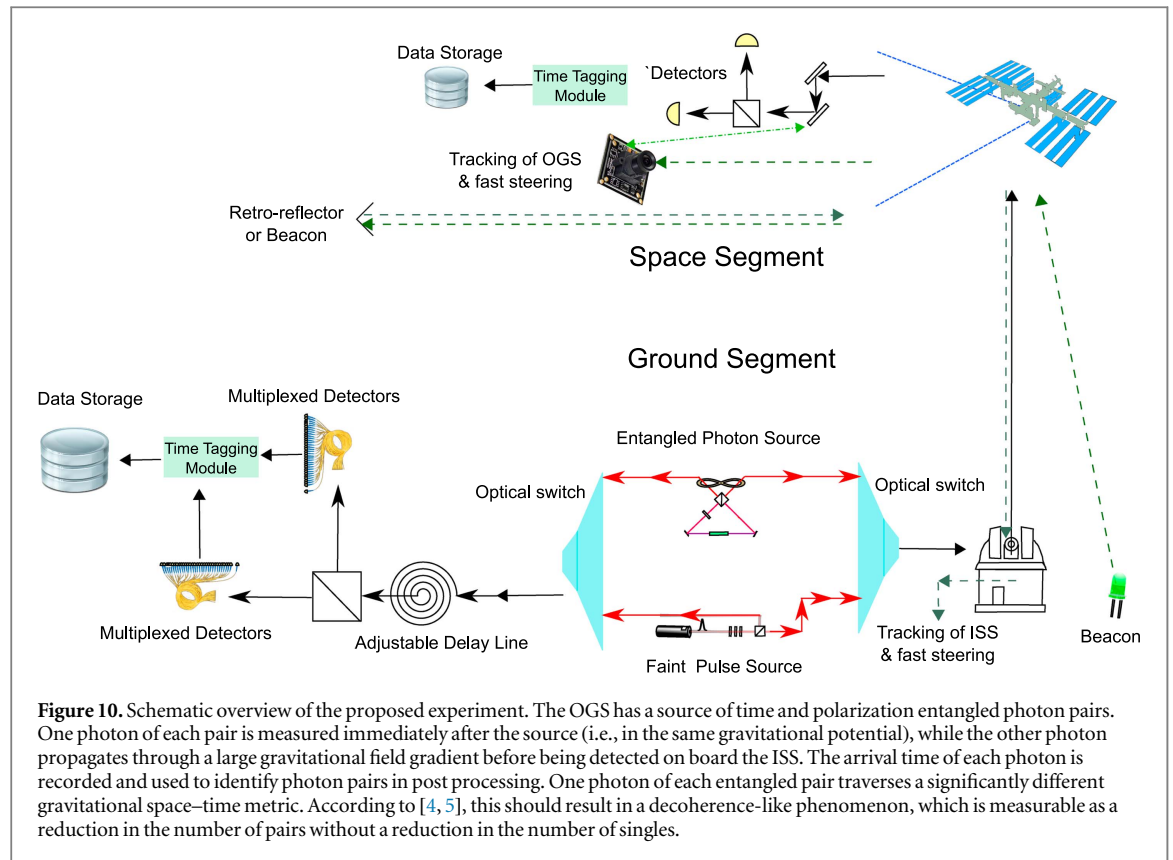 Data Storage
Time Tagging
Module
`Detectors
Tracking of OGS
& fast steering
Retro-reflector
or Beacon
Space Segment
Ground Segment
Data Storage
Multiplexed Detectors
Time Tagging
Module
Entangled Photon Source
Optical switch
Optical switch
Multiplexed Detectors
Adjustable Delay Line
Faint Pulse Source
Tracking of ISS
& fast steering
Beacon
Figure 10. Schematic overview of the proposed experiment. The OGS has a source of time and polarization entangled photon pairs.
One photon of each pair is measured immediately after the source (i.e., in the same gravitational potential), while the other photon
propagates through a large gravitational field gradient before being detected on board the ISS. The arrival time of each photon is
recorded and used to identify photon pairs in post processing. One photon of each entangled pair traverses a significantly different
gravitational space–time metric. According to [4, 5], this should result in a decoherence-like phenomenon, which is measurable as a
reduction in the number of pairs without a reduction in the number of singles.